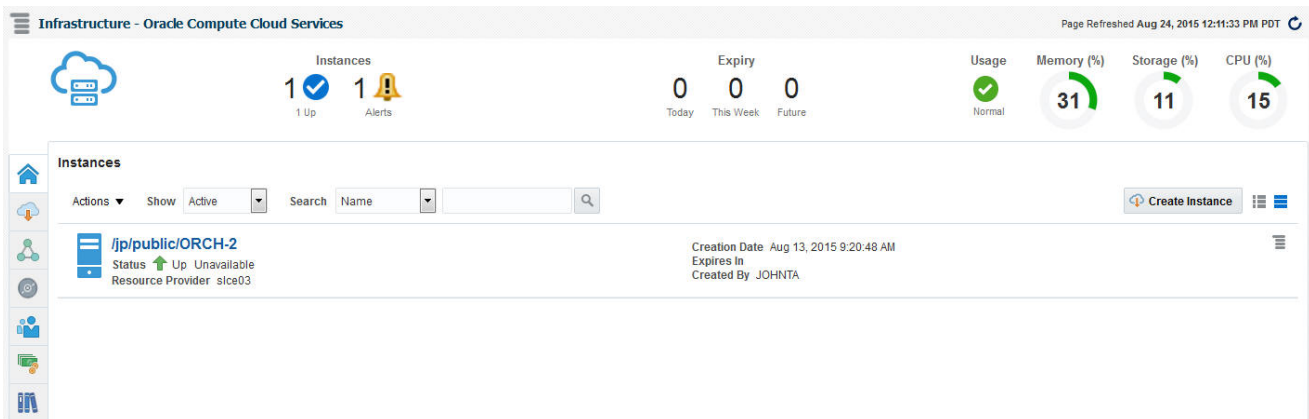 Infrastructure - Oracle Compute Cloud Services
Page Refreshed Aug 24, 2015 12:11:33 PM PDT
Instances
1 1
1 Up Alerts
Expiry
0 0 0
Today This Week Future
Usage
Normal
Memory (%)
31
Storage (%)
11
CPU (%)
15
Instances
Actions Show Active Search Name
Create Instance
/jp/public/ORCH-2
Status Up Unavailable
Resource Provider slce03
Creation Date Aug 13, 2015 9:20:48 AM
Expires In
Created By JOHNTA